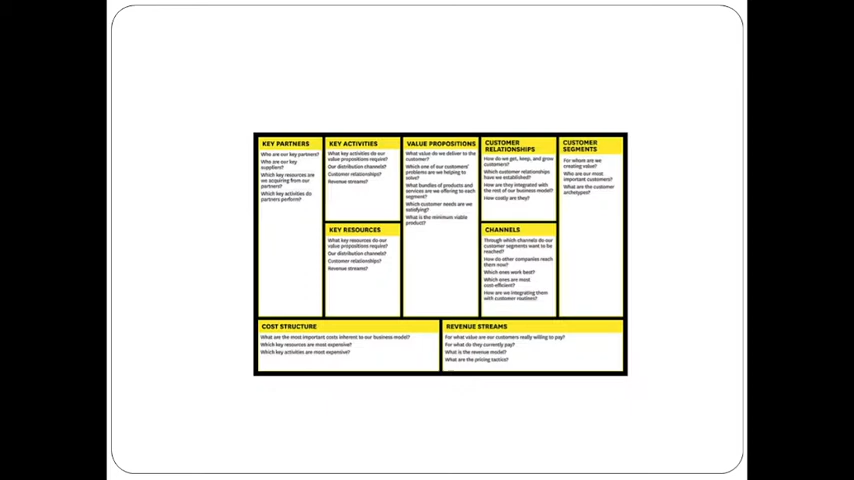 KEY PARTNERS
Who are our key partners?
Who are our key
suppliers?
Which key resources are
we acquiring from our
partners?
Which key activities do
partners perform?
KEY ACTIVITIES
What key activities do our
value propositions require?
Our distribution channels?
Customer relationships?
Revenue streams?
KEY RESOURCES
What key resources do our
value propositions require?
Our distribution channels?
Customer relationships?
Revenue streams?
VALUE PROPOSITIONS
What value do we deliver to the
customer?
Which one of our customers'
problems are we helping to
solve?
What bundles of products and
services are we offering to each
segment?
Which customer needs are we
satisfying?
What is the minimum viable
product?
CUSTOMER
RELATIONSHIPS
How do we get, keep, and grow
customers?
Which customer relationships
have we established?
How are they integrated with
the rest of our business model?
How costly are they?
CHANNELS
Through which channels do our
customer segments want to be
reached?
How do other companies reach
them now?
Which ones work best?
Which ones are most
cost-efficient?
How are we integrating them
with customer routines?
CUSTOMER
SEGMENTS
For whom are we
creating value?
Who are our most
important customers?
What are the customer
archetypes?
COST STRUCTURE
What are the most important costs inherent to our business model?
Which key resources are most expensive?
Which key activities are most expensive?
REVENUE STREAMS
For what value are our customers really willing to pay?
For what do they currently pay?
What is the revenue model?
What are the pricing tactics?